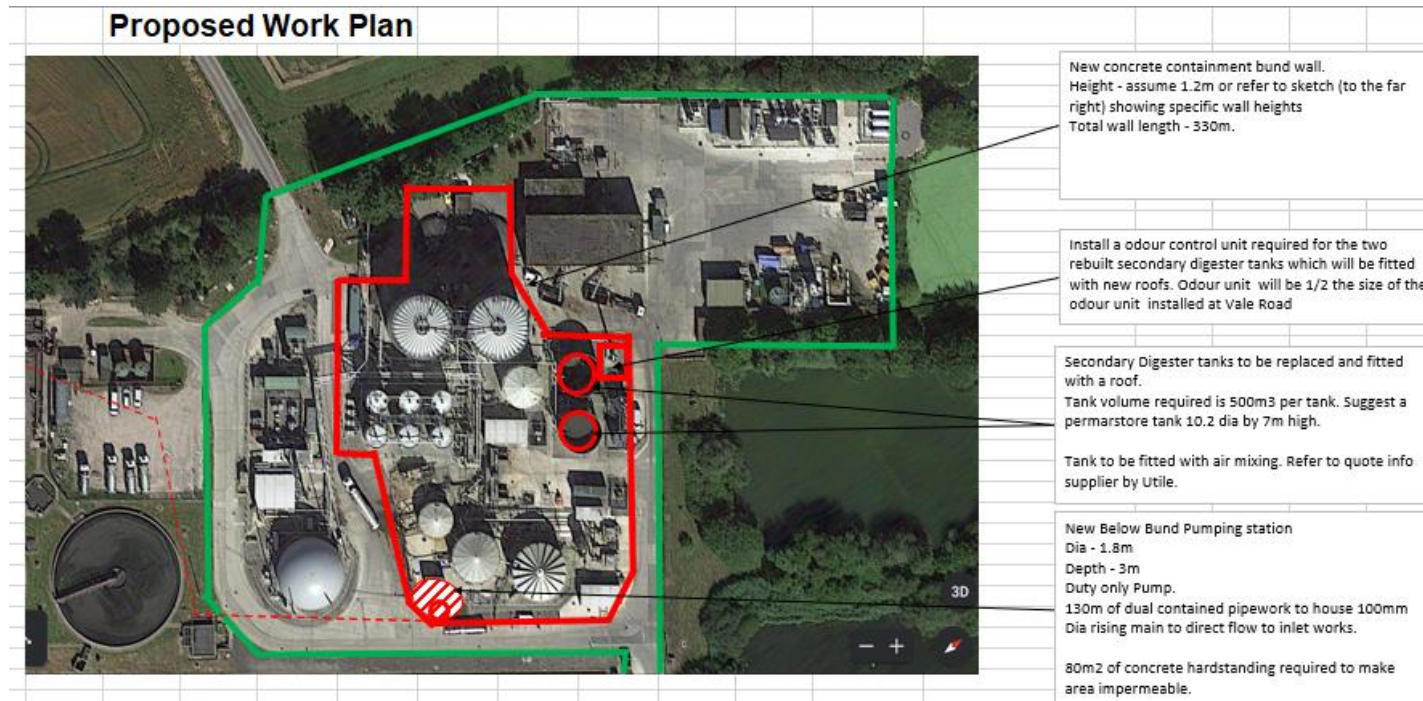 Proposed Work Plan
New concrete containment bund wall.
Height - assume 1.2m or refer to sketch (to the far
right) showing specific wall heights
Total wall length - 330m.
Install a odour control unit required for the two
rebuilt secondary digester tanks which will be fitted
with new roofs. Odour unit will be 1/2 the size of the
odour unit installed at Vale Road
Secondary Digester tanks to be replaced and fitted
with a roof.
Tank volume required is 500m3 per tank. Suggest a
permarstore tank 10.2 dia by 7m high.
Tank to be fitted with air mixing. Refer to quote info
supplier by Utile.
New Below Bund Pumping station
Dia - 1.8m
Depth - 3m
Duty only Pump.
130m of dual contained pipework to house 100mm
Dia rising main to direct flow to inlet works.
80m2 of concrete hardstanding required to make
area impermeable.
3D